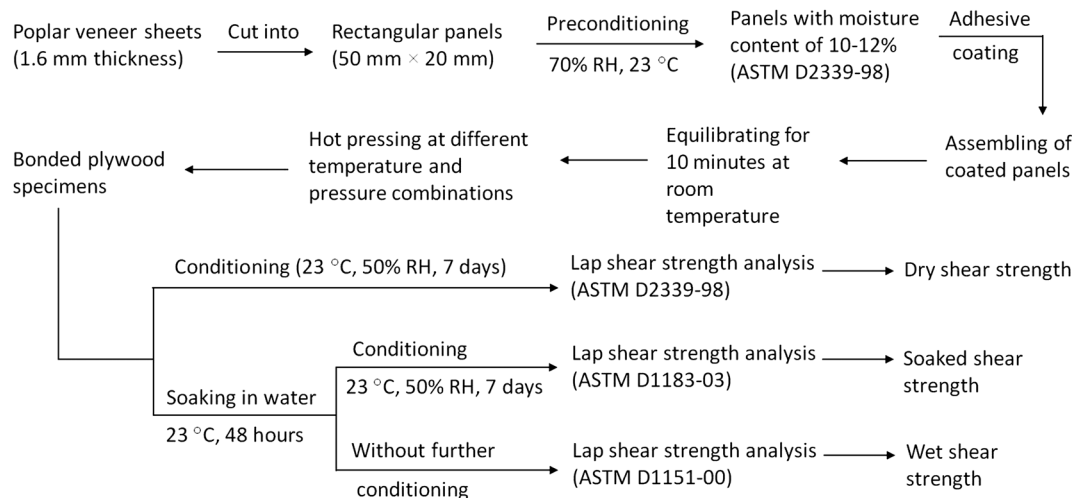 Poplar veneer sheets
(1.6 mm thickness)
Cut into
Rectangular panels
(50 mm × 20 mm)
Preconditioning
70% RH, 23 °C
Panels with moisture
content of 10-12%
(ASTM D2339-98)
Adhesive
coating
Assembling of
coated panels
Equilibrating for
10 minutes at
room
temperature
Hot pressing at different
temperature and
pressure combinations
Bonded plywood
specimens
Conditioning (23 °C, 50% RH, 7 days)
Lap shear strength analysis
(ASTM D2339-98)
Dry shear strength
Soaking in water
23 °C, 48 hours
Conditioning
23 °C, 50% RH, 7 days
Lap shear strength analysis
(ASTM D1183-03)
Soaked shear
strength
Without further
conditioning
Lap shear strength analysis
(ASTM D1151-00)
Wet shear
strength